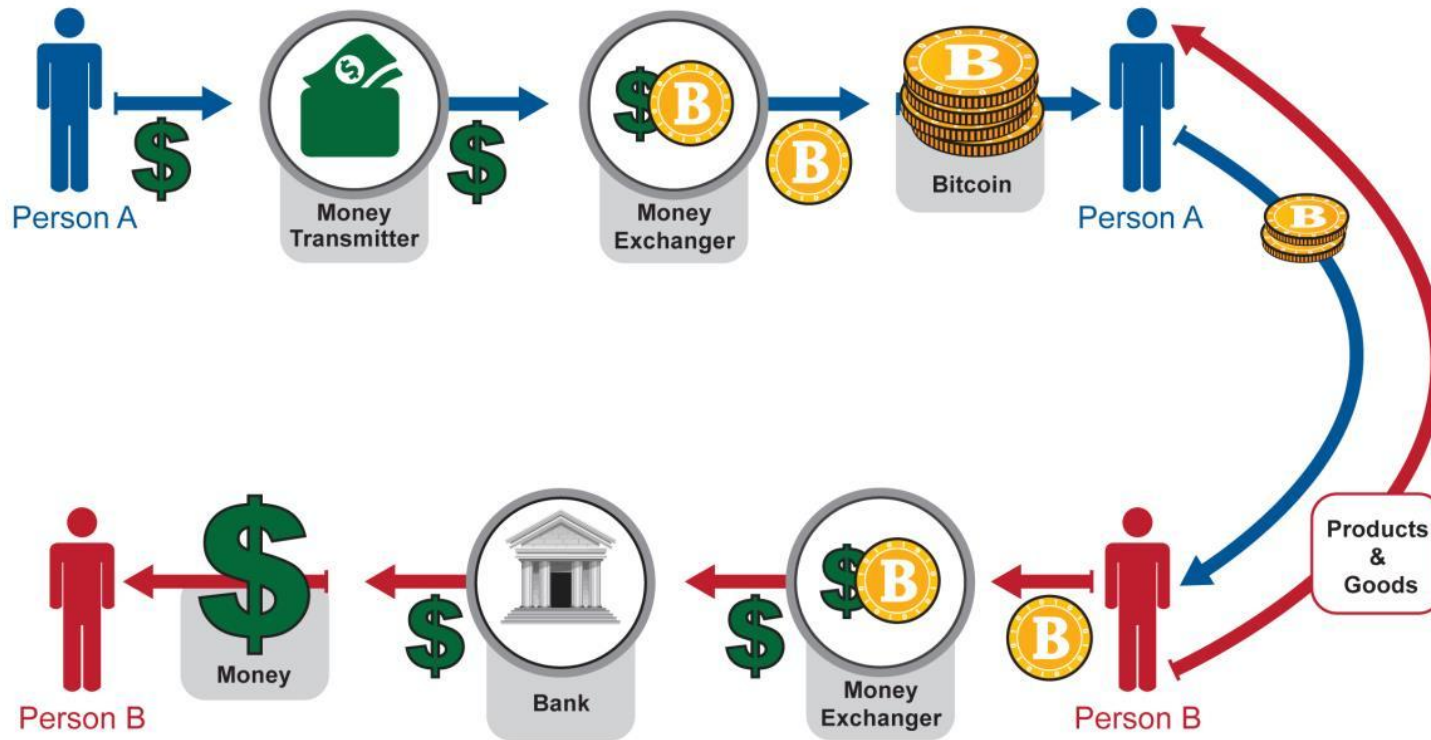 Person A
Money
Transmitter
Money
Exchanger
Bitcoin
Person A
Products
&
Goods
Person B
Money
Bank
Money
Exchanger
Person B